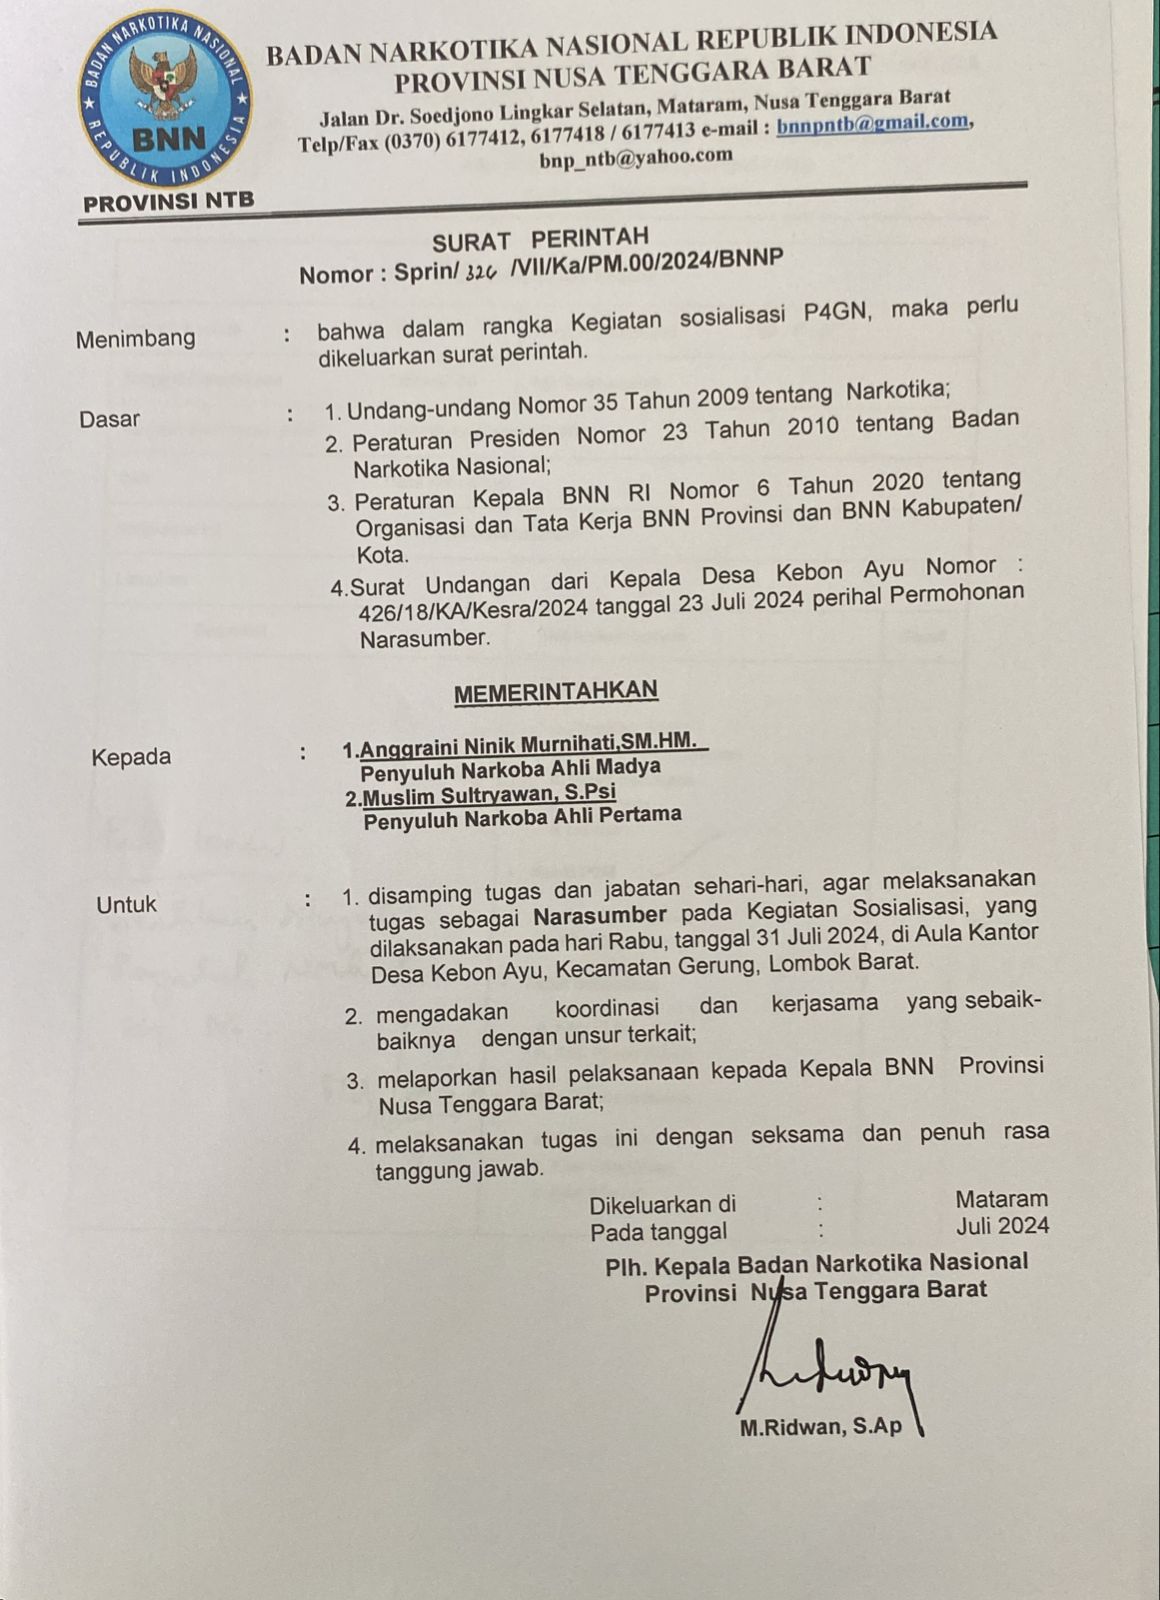 BADAN NARKOTIKA NASIONAL
REPUBLIK INDONESIA
BNN
PROVINSI NTB
BADAN NARKOTIKA NASIONAL REPUBLIK INDONESIA
PROVINSI NUSA TENGGARA BARAT
Jalan Dr. Soedjono Lingkar Selatan, Mataram, Nusa Tenggara Barat
Telp/Fax (0370) 6177412, 6177418 / 6177413 e-mail : bnnpntb@gmail.com,
bnp_ntb@yahoo.com
SURAT PERINTAH
Nomor : Sprin/ /VII/Ka/PM.00/2024/BNNP
Menimbang : bahwa dalam rangka Kegiatan sosialisasi P4GN, maka perlu
dikeluarkan surat perintah.
Dasar : 1. Undang-undang Nomor 35 Tahun 2009 tentang Narkotika;
2. Peraturan Presiden Nomor 23 Tahun 2010 tentang Badan
Narkotika Nasional;
3. Peraturan Kepala BNN RI Nomor 6 Tahun 2020 tentang
Organisasi dan Tata Kerja BNN Provinsi dan BNN Kabupaten/
Kota.
4.Surat Undangan dari Kepala Desa Kebon Ayu Nomor :
426/18/KA/Kesra/2024 tanggal 23 Juli 2024 perihal Permohonan
Narasumber.
MEMERINTAHKAN
Kepada : 1.Anggraini Ninik Murnihati,SM.HM.
Penyuluh Narkoba Ahli Madya
2.Muslim Sultryawan, S.Psi
Penyuluh Narkoba Ahli Pertama
Untuk : 1. disamping tugas dan jabatan sehari-hari, agar melaksanakan
tugas sebagai Narasumber pada Kegiatan Sosialisasi, yang
dilaksanakan pada hari Rabu, tanggal 31 Juli 2024, di Aula Kantor
Desa Kebon Ayu, Kecamatan Gerung, Lombok Barat.
2. mengadakan koordinasi dan kerjasama yang sebaik-
baiknya dengan unsur terkait;
3. melaporkan hasil pelaksanaan kepada Kepala BNN Provinsi
Nusa Tenggara Barat;
4. melaksanakan tugas ini dengan seksama dan penuh rasa
tanggung jawab.
Dikeluarkan di : Mataram
Pada tanggal : Juli 2024
Plh. Kepala Badan Narkotika Nasional
Provinsi Nusa Tenggara Barat
M.Ridwan, S.Ap